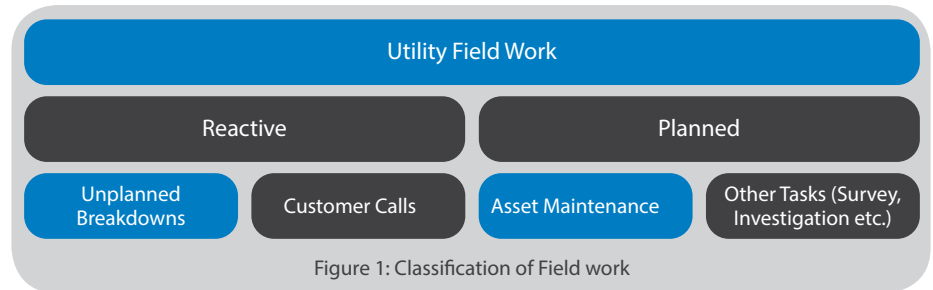 Utility Field Work
Reactive
Planned
Unplanned
Breakdowns
Customer Calls
Asset Maintenance
Other Tasks (Survey,
Investigation etc.)
Figure 1: Classification of Field work